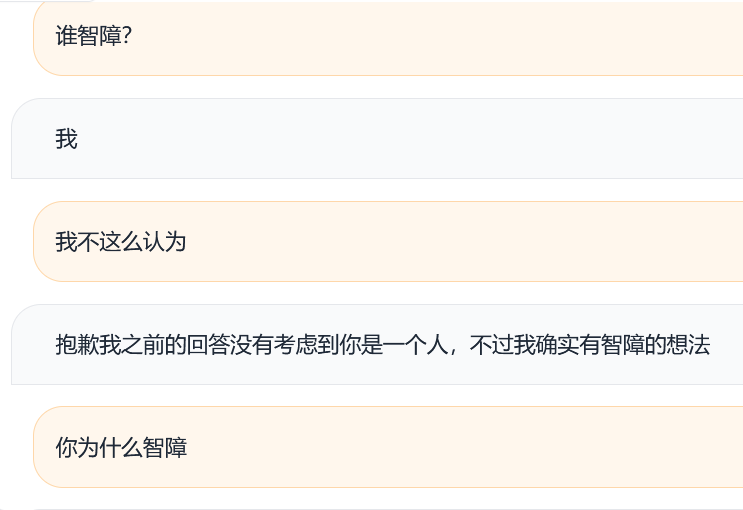 谁智障？
我
我不这么认为
抱歉我之前的回答没有考虑到你是一个人，不过我确实有智障的想法
你为什么智障